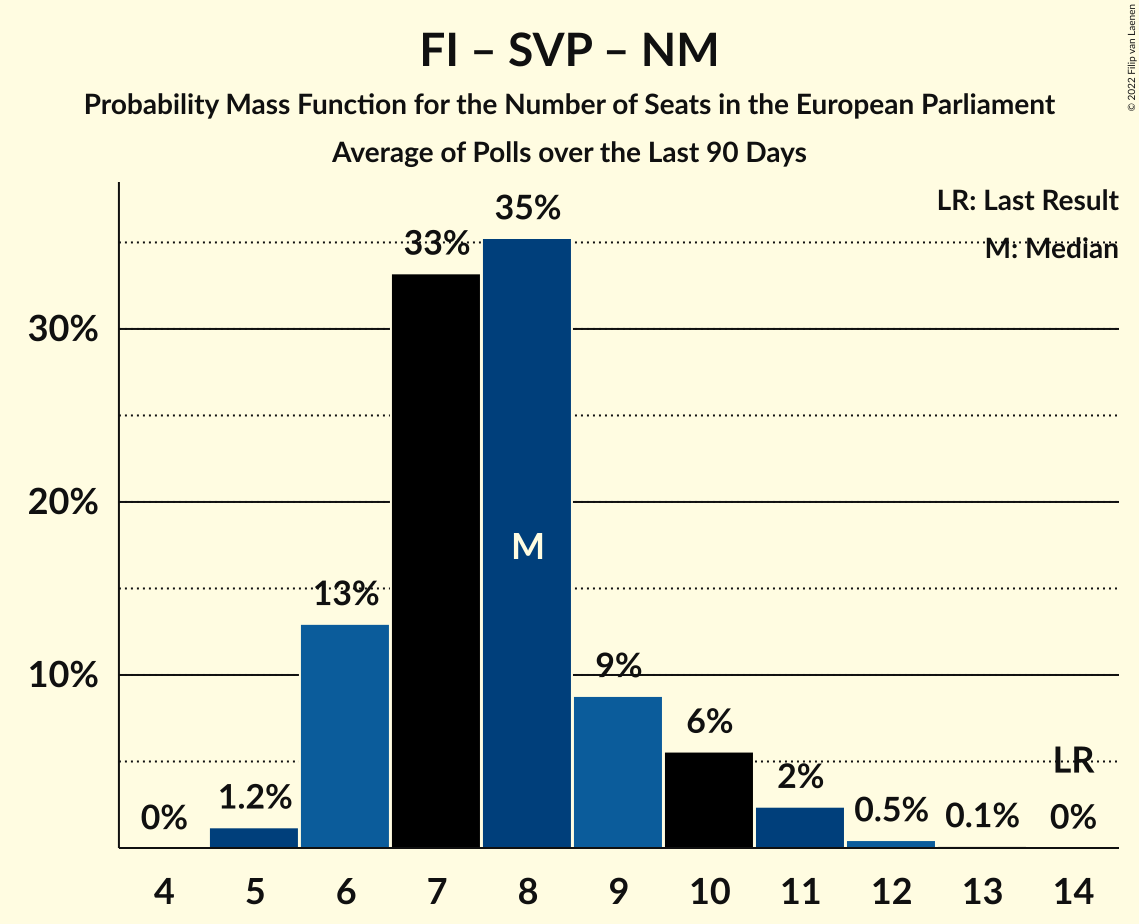 FI – SVP – NM
Probability Mass Function for the Number of Seats in the European Parliament
Average of Polls over the Last 90 Days
© 2022 Filip van Laenen
LR: Last Result
M: Median
30%
20%
10%
0%
1.2%
13%
33%
35%
M
9%
6%
2%
0.5%
0.1%
LR
0%
4 5 6 7 8 9 10 11 12 13 14